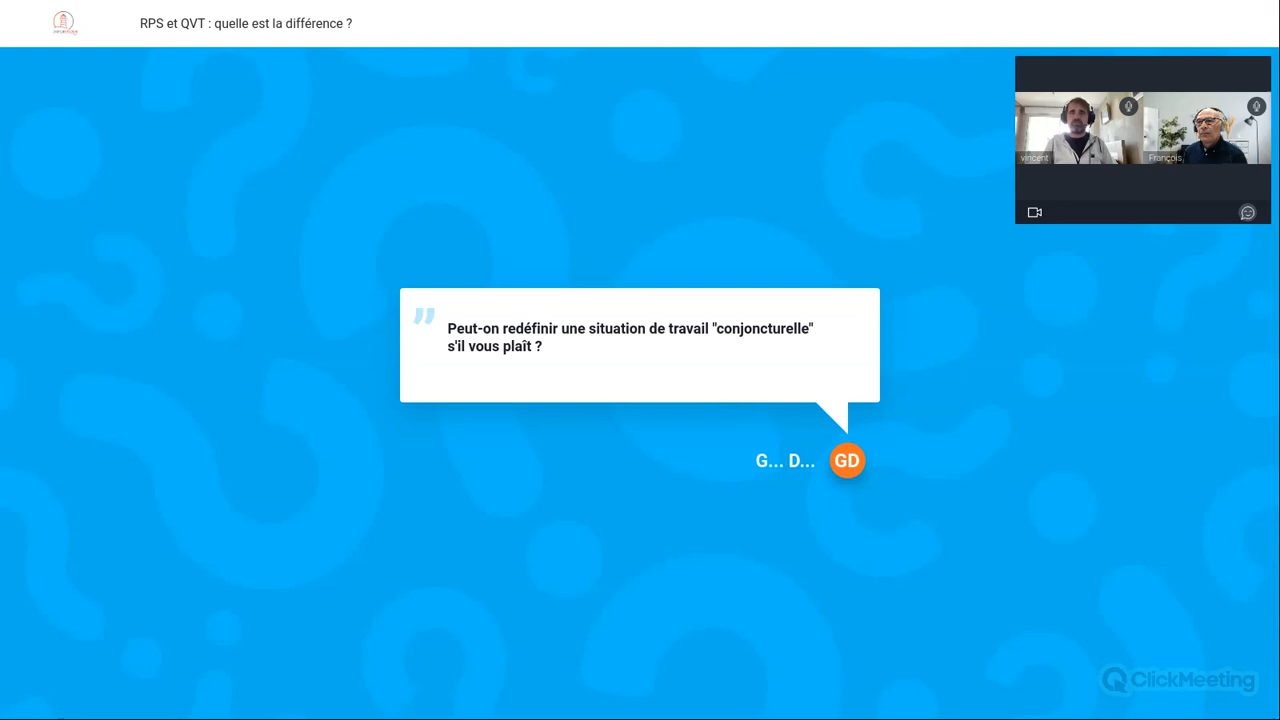 RPS et QVT : quelle est la différence ?
vincent
François
" Peut-on redéfinir une situation de travail "conjoncturelle"
s'il vous plaît ?
G... D... GD
ClickMeeting